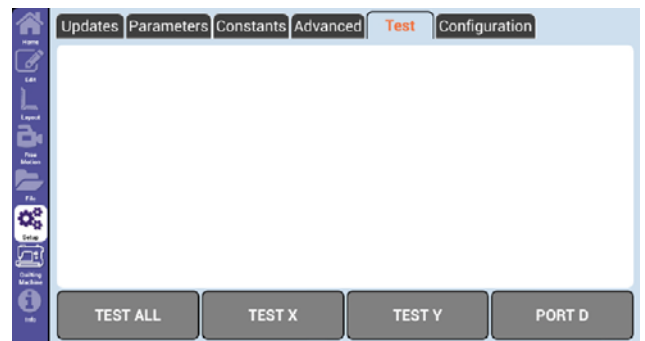 Updates Parameters Constants Advanced Test Configuration
Home
Edit
Layout
Free
Motion
File
Setup
Quilting
Machine
Info
TEST ALL TEST X TEST Y PORT D